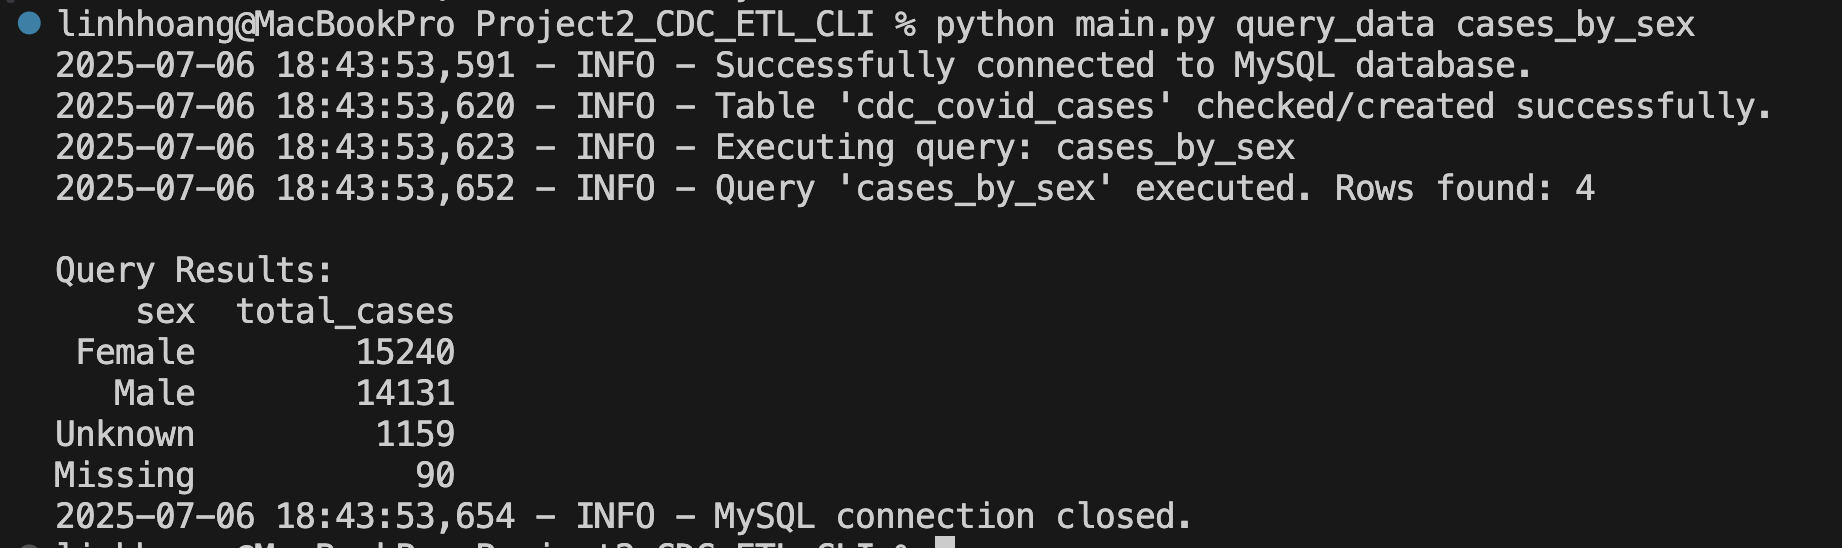 linhhoang@MacBookPro Project2_CDC_ETL_CLI % python main.py query_data cases_by_sex
2025-07-06 18:43:53,591 - INFO - Successfully connected to MySQL database.
2025-07-06 18:43:53,620 - INFO - Table 'cdc_covid_cases' checked/created successfully.
2025-07-06 18:43:53,623 - INFO - Executing query: cases_by_sex
2025-07-06 18:43:53,652 - INFO - Query 'cases_by_sex' executed. Rows found: 4
Query Results:
sex total_cases
Female 15240
Male 14131
Unknown 1159
Missing 90
2025-07-06 18:43:53,654 - INFO - MySQL connection closed.
linhhoang@MacBookPro Project2_CDC_ETL_CLI %